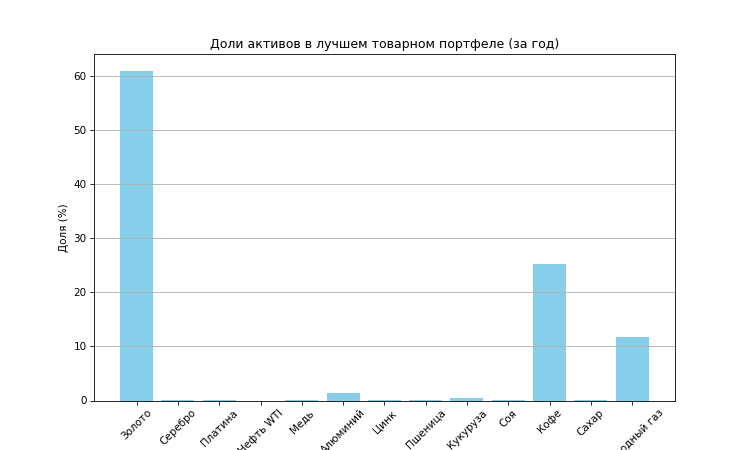 Доли активов в лучшем товарном портфеле (за год)
Доля (%)
60
50
40
30
20
10
0
Золото
Серебро
Платина
Нефть WTI
Медь
Алюминий
Цинк
Пшеница
Кукуруза
Соя
Кофе
Сахар
одный газ